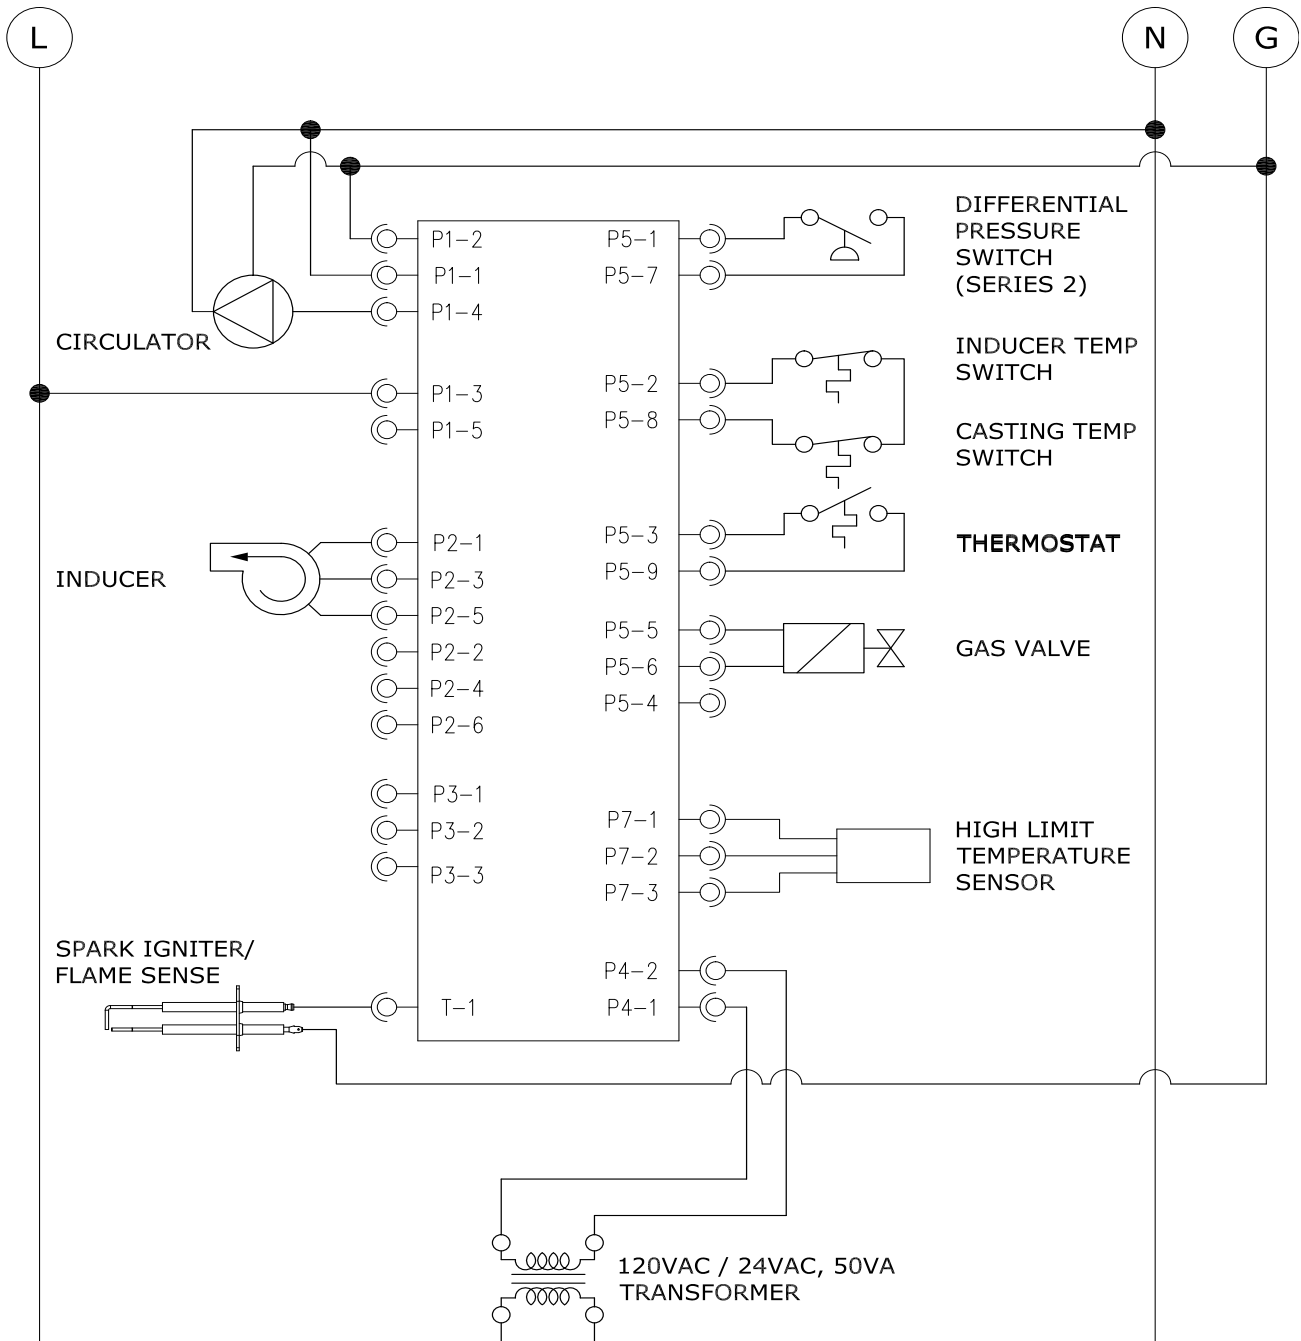 L
N
G
P1-2
P5-1
DIFFERENTIAL
PRESSURE
SWITCH
(SERIES 2)
P1-1
P5-7
P1-4
CIRCULATOR
P5-2
INDUCER TEMP
SWITCH
P1-3
P5-8
P1-5
CASTING TEMP
SWITCH
P2-1
P5-3
THERMOSTAT
INDUCER
P2-3
P5-9
P2-5
P5-5
P2-2
P5-6
GAS VALVE
P2-4
P5-4
P2-6
P3-1
P7-1
HIGH LIMIT
TEMPERATURE
SENSOR
P3-2
P7-2
P3-3
P7-3
SPARK IGNITER/
FLAME SENSE
P4-2
T-1
P4-1
120VAC / 24VAC, 50VA
TRANSFORMER